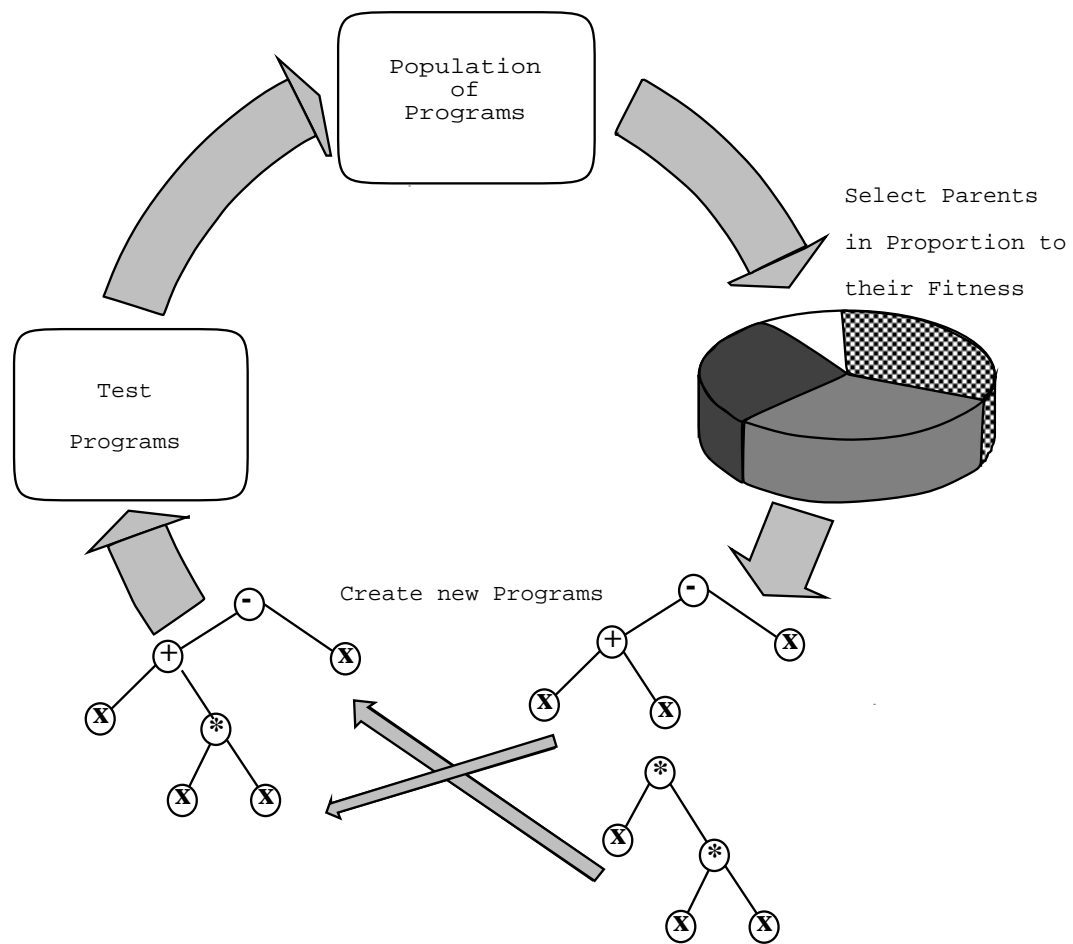 Population
of
Programs
Select Parents
in Proportion to
their Fitness
Test
Programs
Create new Programs
-
+
x
x
*
x
x
-
+
x
x
x
*
x
*
x
x